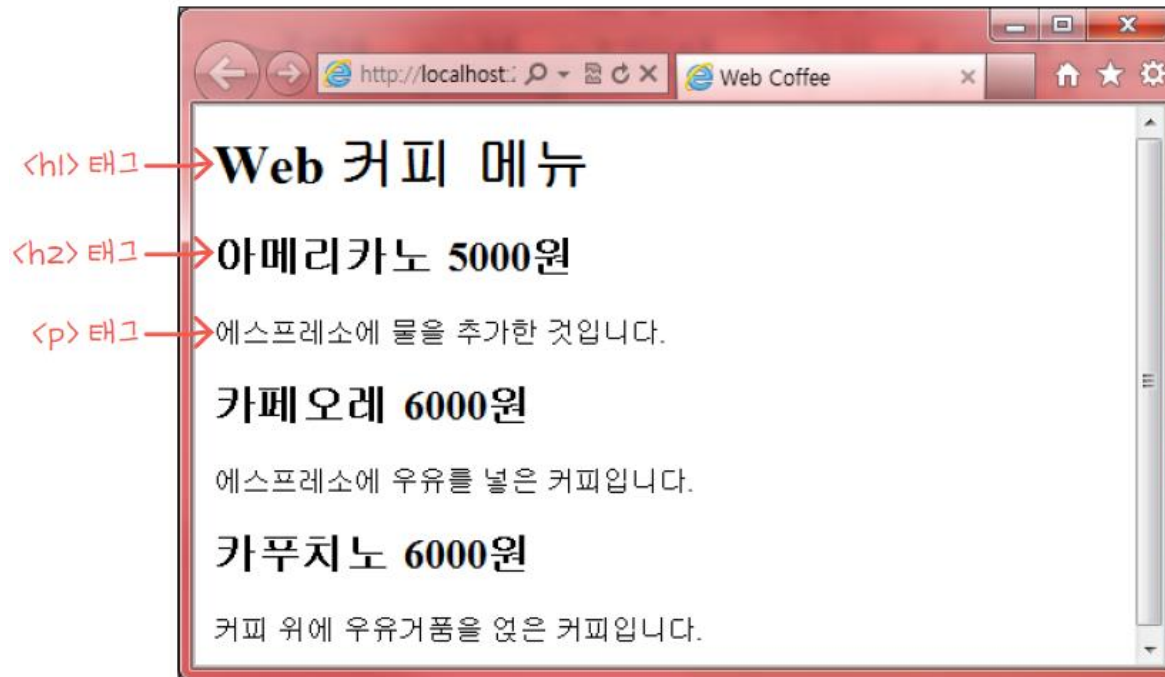 http://localhost:
Web Coffee
<h1> 태그
Web 커피 메뉴
<h2> 태그
아메리카노 5000원
<p> 태그
에스프레소에 물을 추가한 것입니다.
카페오레 6000원
에스프레소에 우유를 넣은 커피입니다.
카푸치노 6000원
커피 위에 우유거품을 얹은 커피입니다.